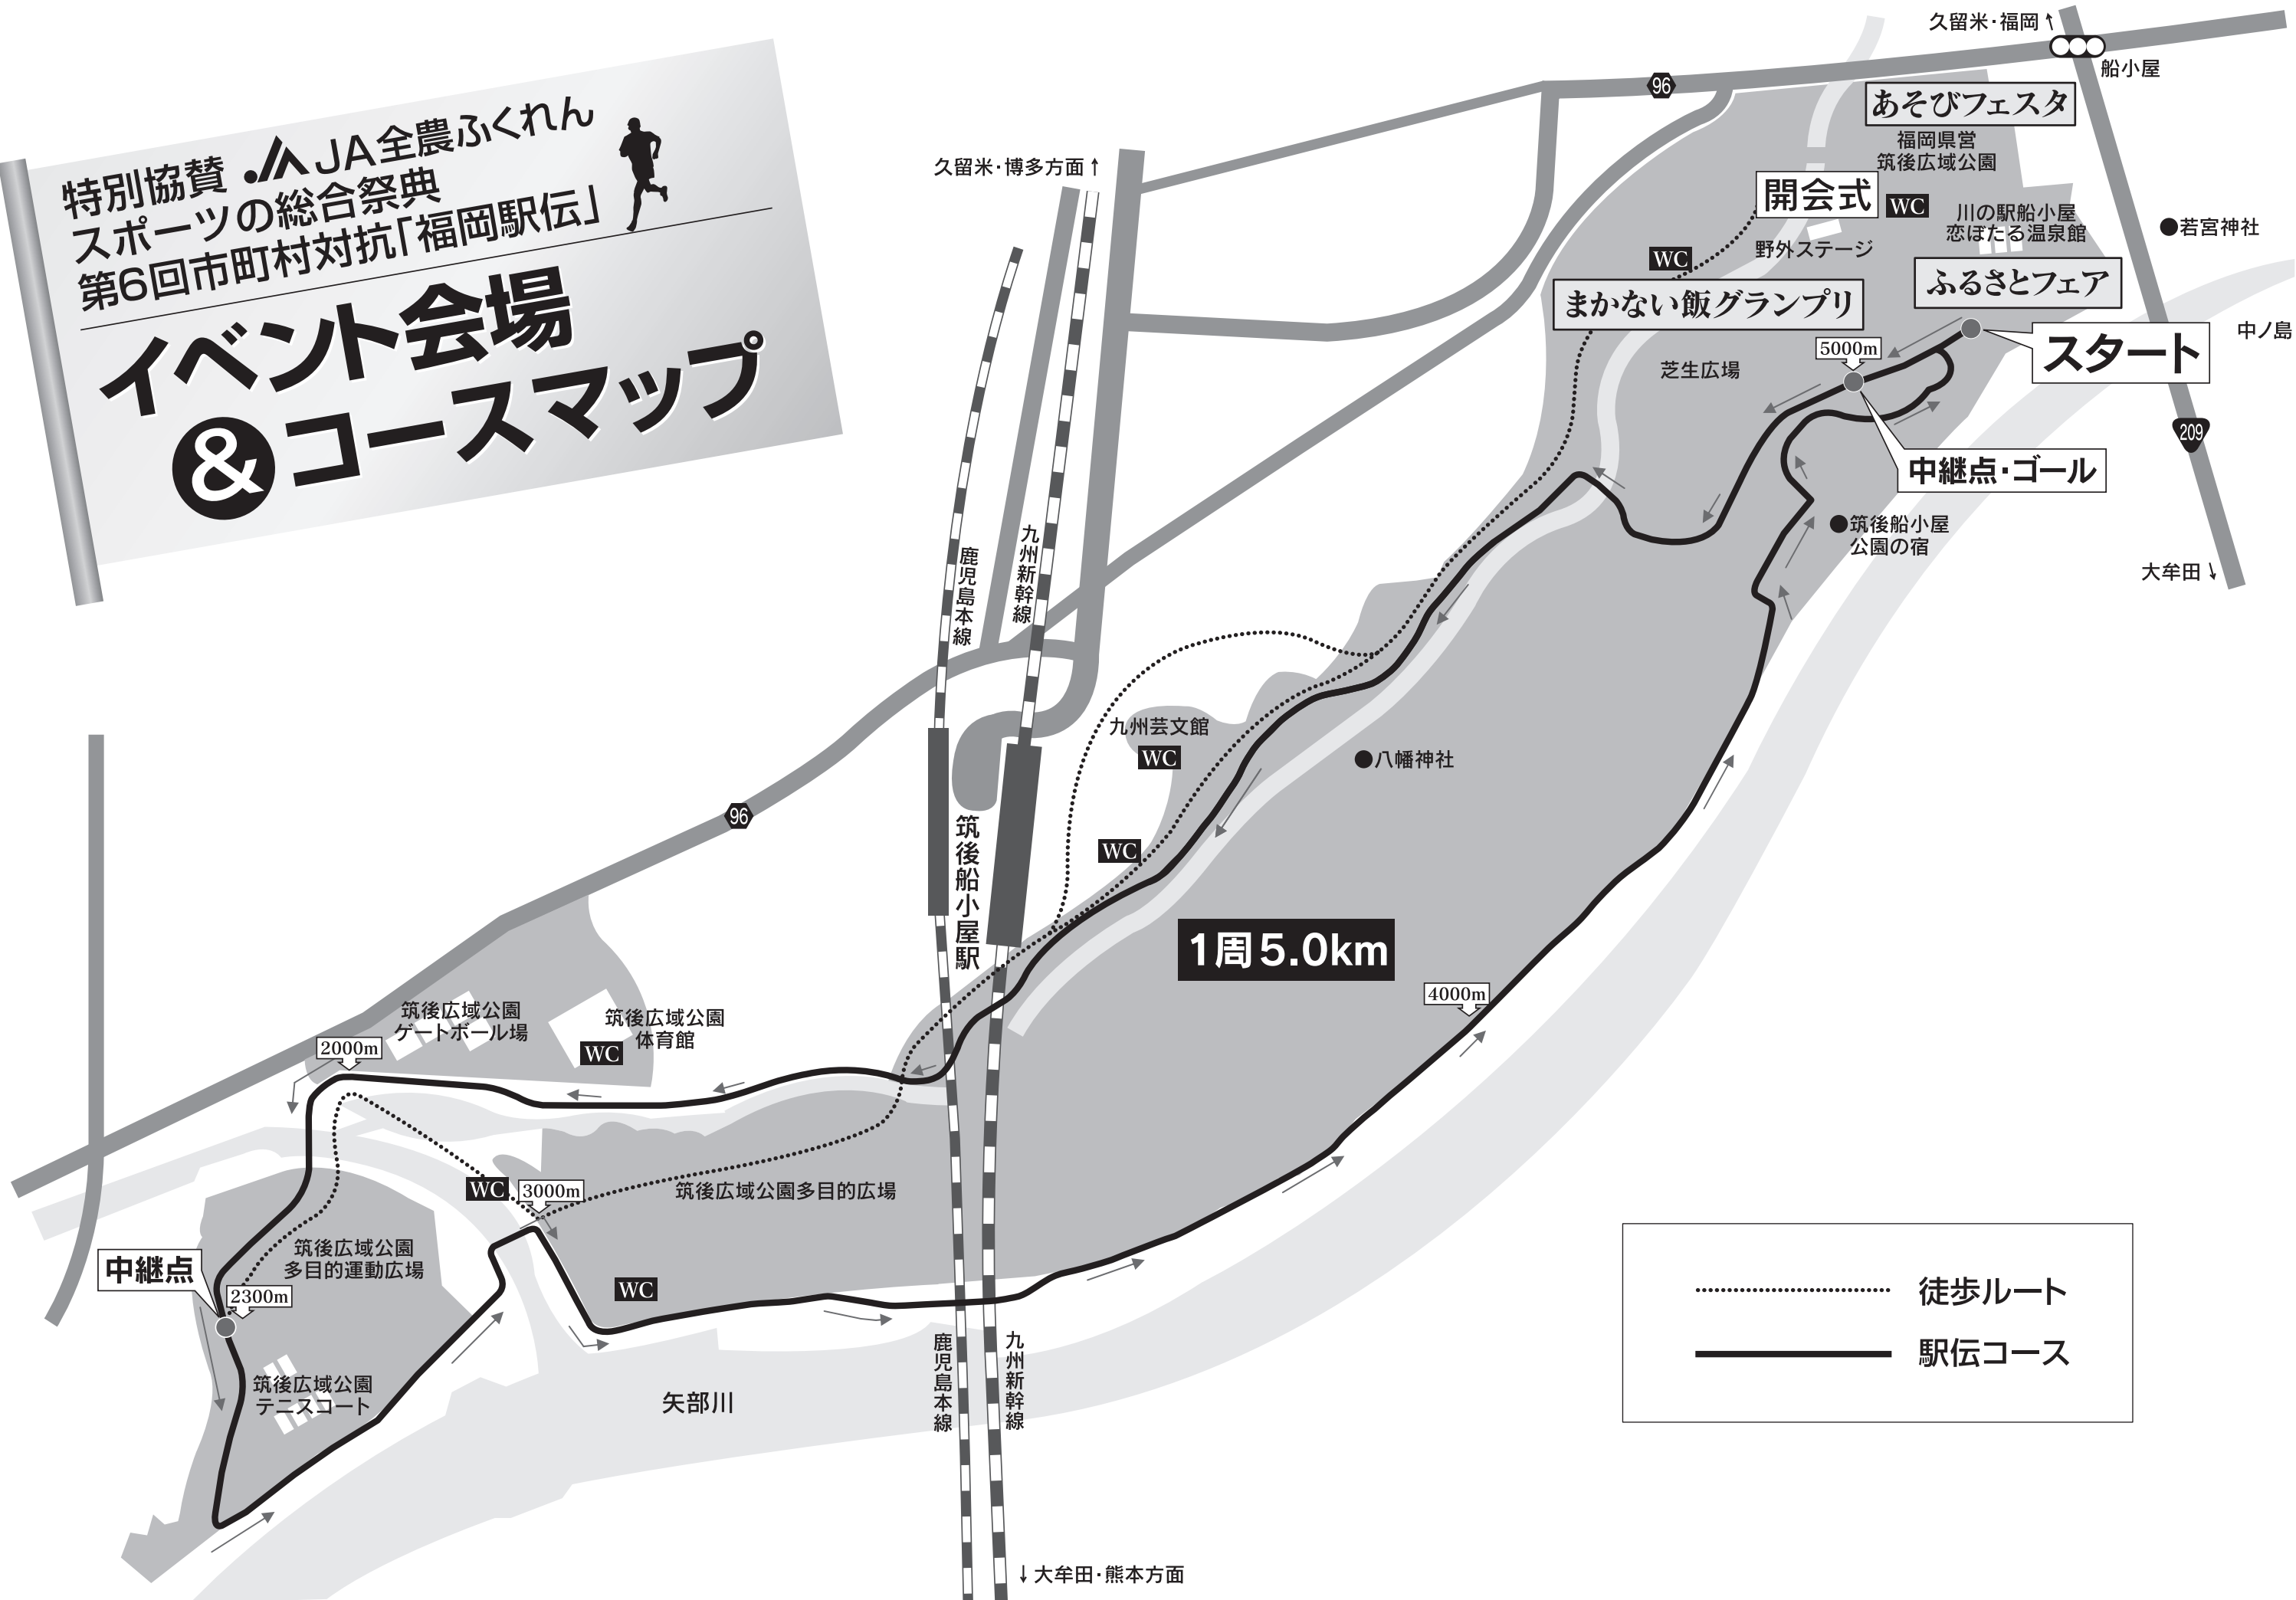 特別協賛 JA全農ふくれん
スポーツの総合祭典
第6回市町村対抗「福岡駅伝」
イベント会場
&コースマップ
久留米・福岡↑
船小屋
96
あそびフェスタ
福岡県営
筑後広域公園
開会式
WC
川の駅船小屋
恋ぼたる温泉館
若宮神社
野外ステージ
WC
ふるさとフェア
まかない飯グランプリ
スタート
中ノ島
5000m
芝生広場
209
中継点・ゴール
筑後船小屋
公園の宿
大牟田↓
久留米・博多方面↑
鹿児島本線
九州新幹線
九州芸文館
WC
八幡神社
96
筑後船小屋駅
WC
1周5.0km
4000m
筑後広域公園
ゲートボール場
筑後広域公園
体育館
WC
2000m
WC
3000m
筑後広域公園多目的広場
筑後広域公園
多目的運動広場
中継点
2300m
WC
筑後広域公園
テニスコート
矢部川
鹿児島本線
九州新幹線
↓大牟田・熊本方面
徒歩ルート
駅伝コース